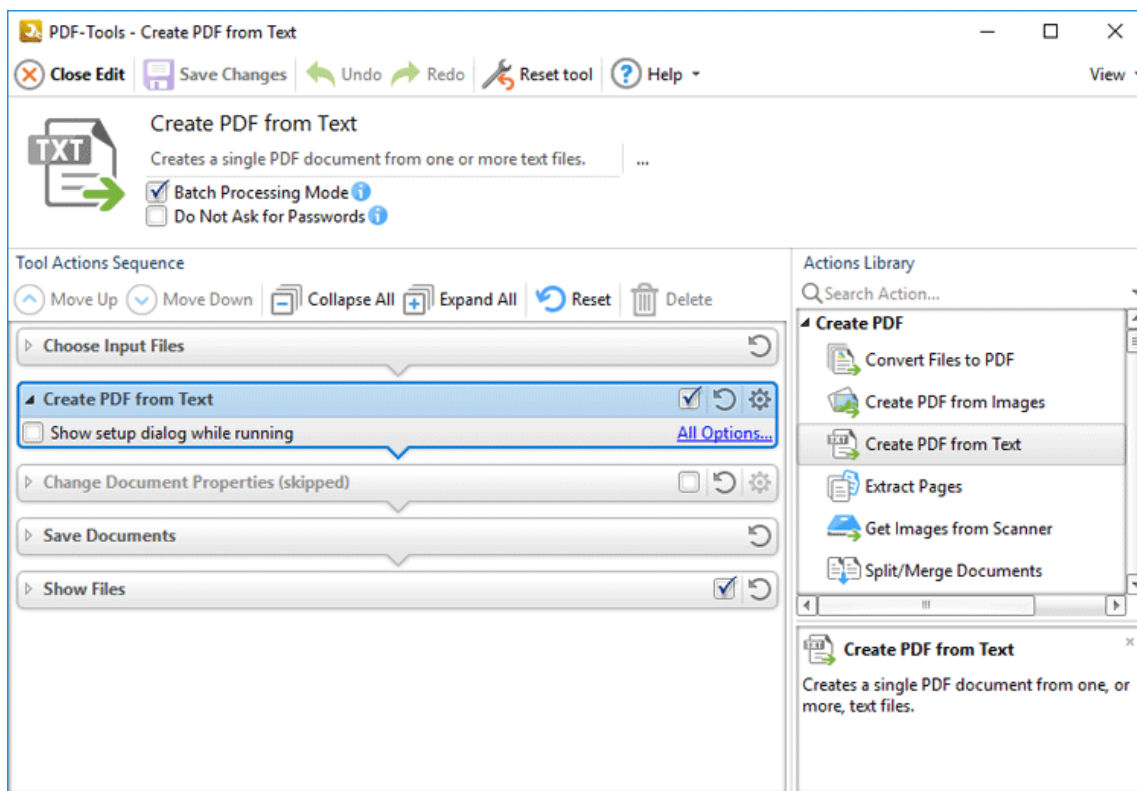 PDF-Tools - Create PDF from Text
Close Edit Save Changes Undo Redo Reset tool ? Help View
TXT
Create PDF from Text
Creates a single PDF document from one or more text files. ...
Batch Processing Mode i
Do Not Ask for Passwords i
Tool Actions Sequence
Move Up Move Down Collapse All Expand All Reset Delete
Choose Input Files
Create PDF from Text
Show setup dialog while running All Options...
Change Document Properties (skipped)
Save Documents
Show Files
Actions Library
Search Action...
Create PDF
Convert Files to PDF
Create PDF from Images
TXT Create PDF from Text
Extract Pages
Get Images from Scanner
Split/Merge Documents
TXT Create PDF from Text
Creates a single PDF document from one, or
more, text files.